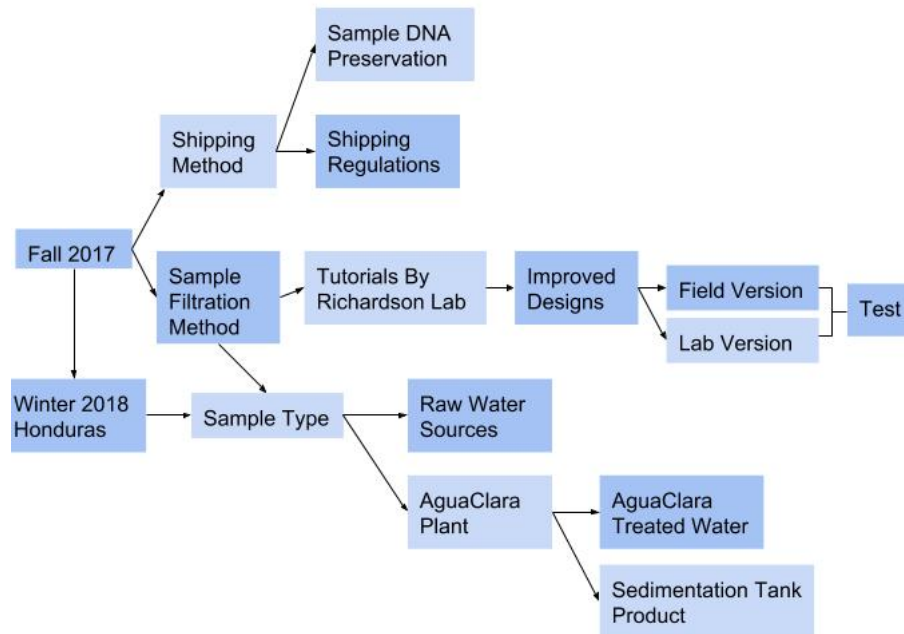 Sample DNA
Preservation
Shipping
Method
Shipping
Regulations
Fall 2017
Sample
Filtration
Method
Tutorials By
Richardson Lab
Improved
Designs
Field Version
Lab Version
Test
Winter 2018
Honduras
Sample Type
Raw Water
Sources
AguaClara
Plant
AguaClara
Treated Water
Sedimentation Tank
Product